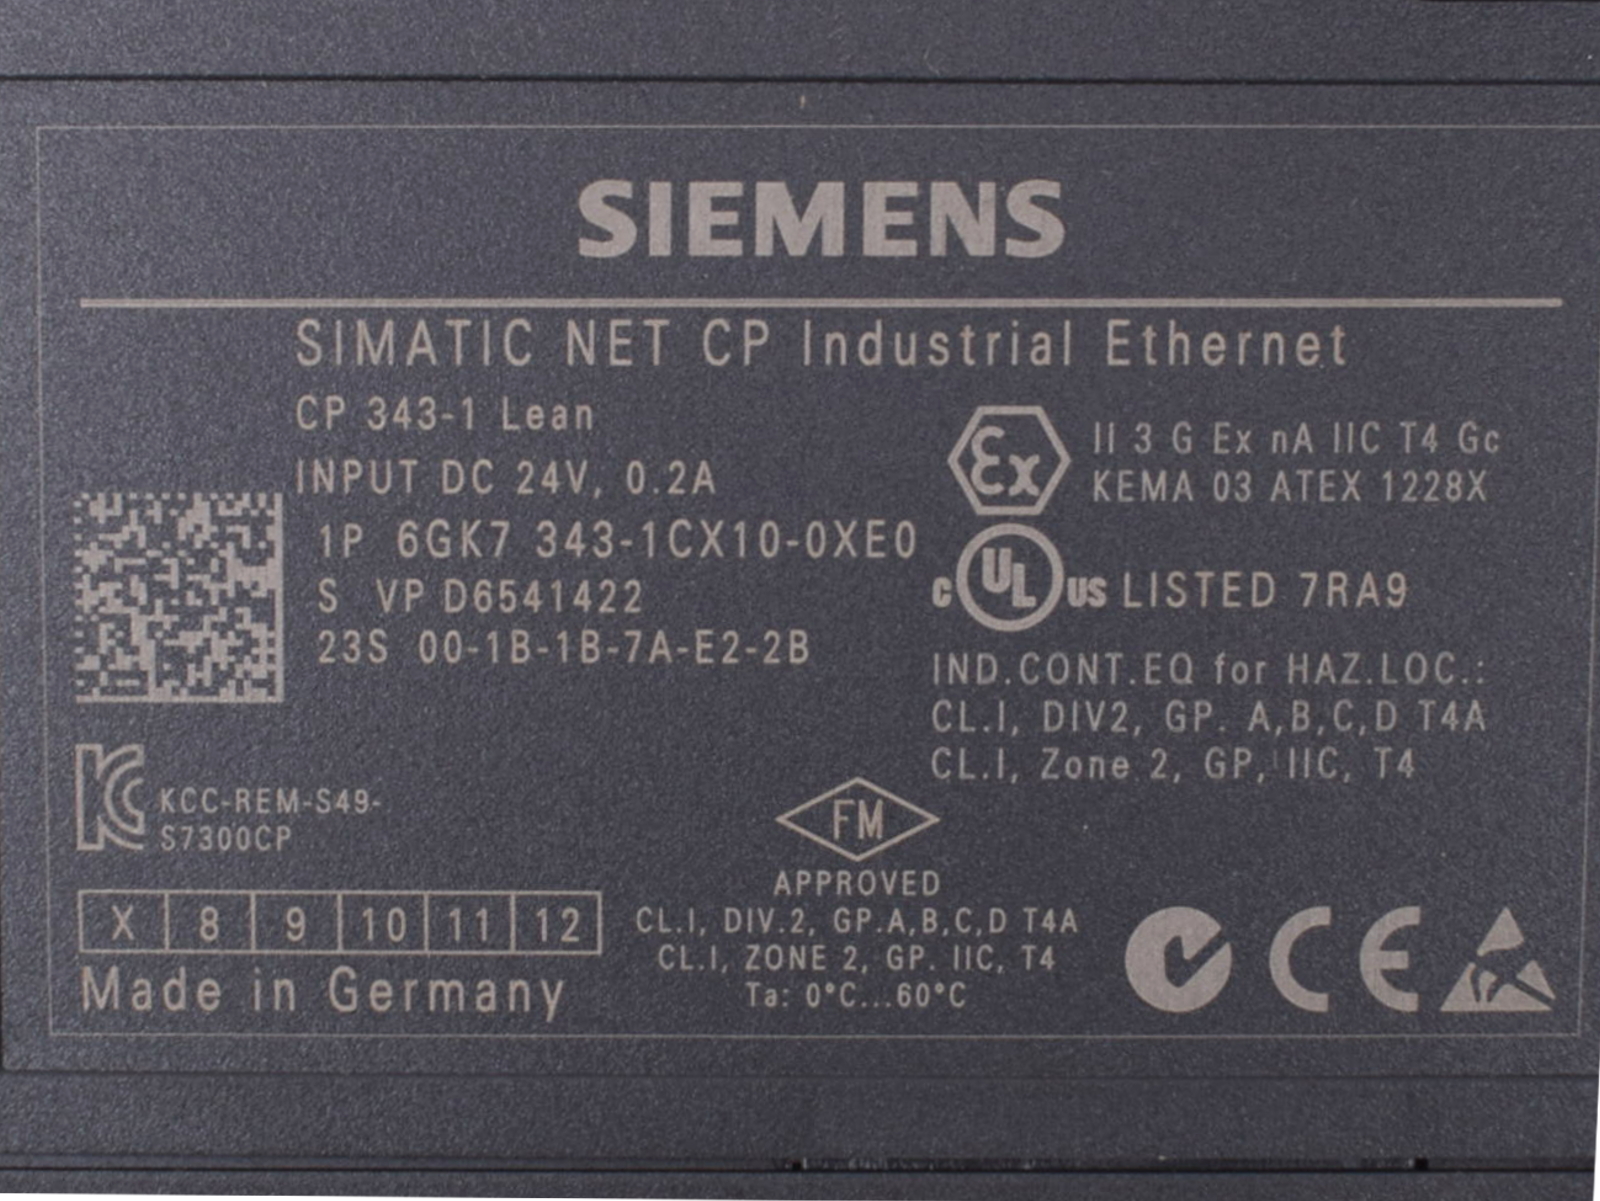 SIEMENS
SIMATIC NET CP Industrial Ethernet
CP 343-1 Lean
INPUT DC 24V, 0.2A
1P 6GK7 343-1CX10-0XE0
S VP D6541422
23S 00-1B-1B-7A-E2-2B
Ex
II 3 G Ex nA IIC T4 Gc
KEMA 03 ATEX 1228X
c UL us LISTED 7RA9
IND.CONT.EQ for HAZ.LOC.:
CL.I, DIV2, GP. A,B,C,D T4A
CL.I, Zone 2, GP, IIC, T4
KC
KCC-REM-S49-
S7300CP
FM
APPROVED
CL.I, DIV.2, GP.A,B,C,D T4A
CL.I, ZONE 2, GP. IIC, T4
Ta: 0°C...60°C
X 8 9 10 11 12
Made in Germany
CE